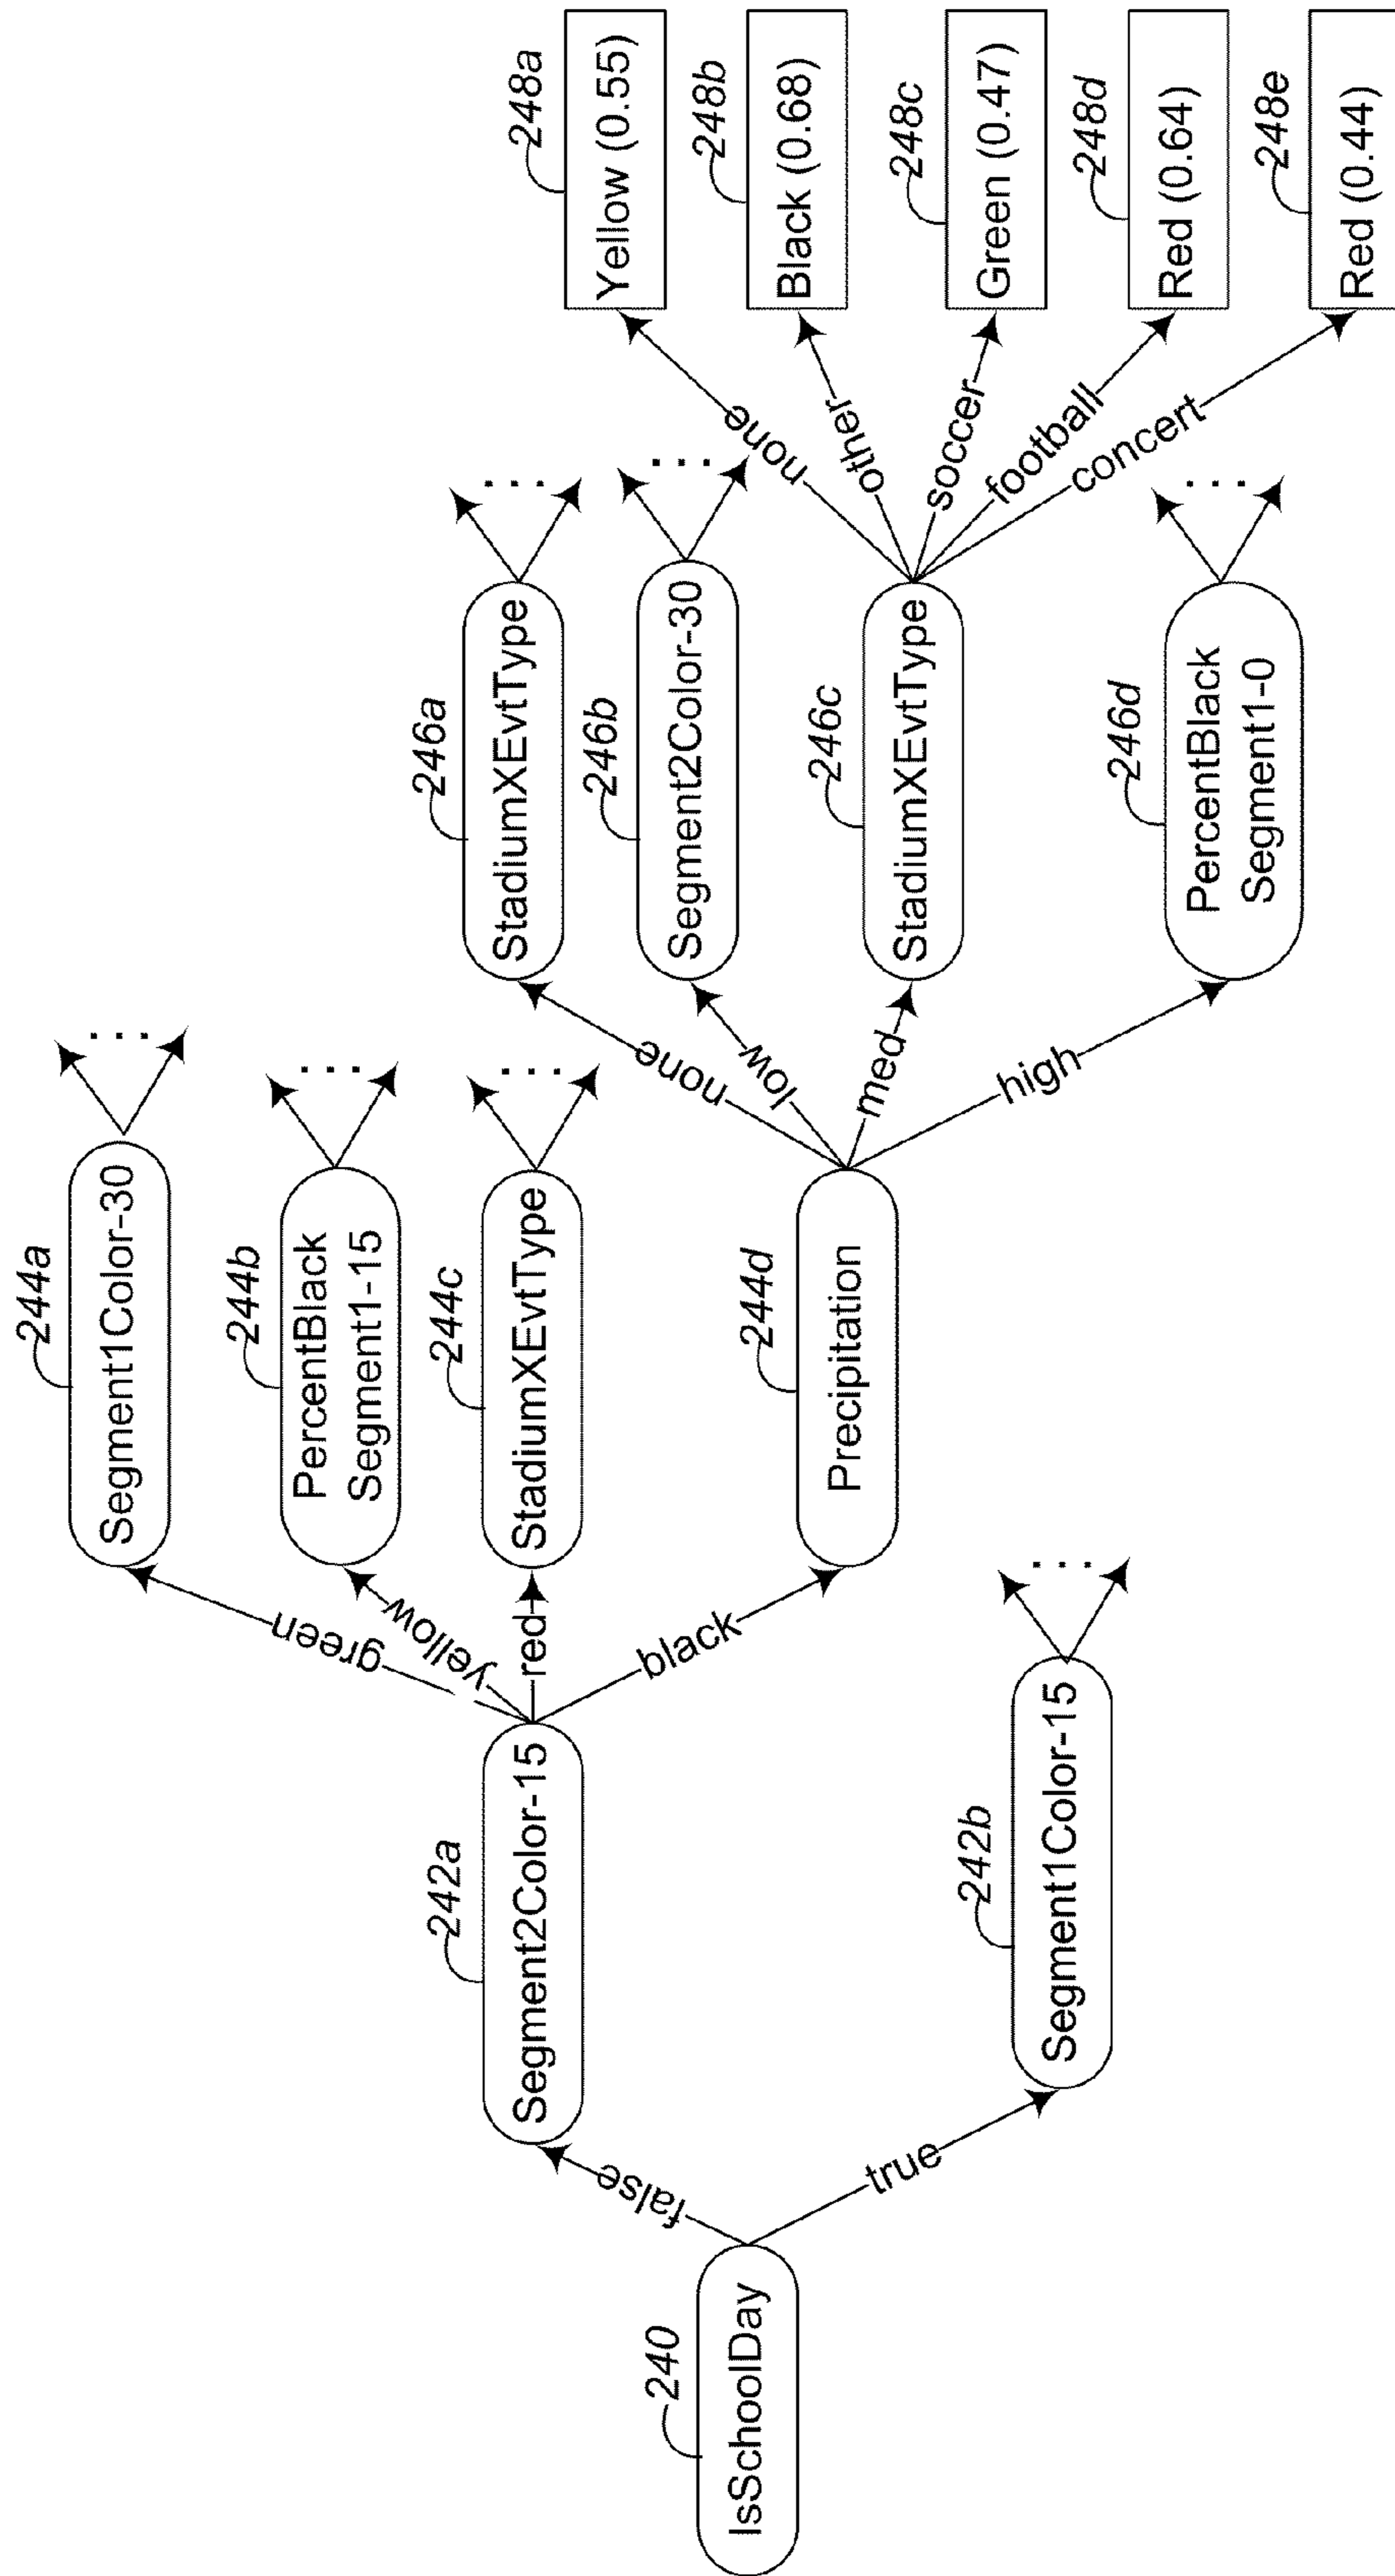 240
IsSchoolDay
false
true
242a
Segment2Color-15
242b
Segment1Color-15
green
yellow
red
black
244a
Segment1Color-30
...
244b
PercentBlack
Segment1-15
...
244c
StadiumXEvtType
...
244d
Precipitation
...
none
low
med
high
246a
StadiumXEvtType
...
246b
Segment2Color-30
...
246c
StadiumXEvtType
246d
PercentBlack
Segment1-0
...
none
other
soccer
football
concert
248a
Yellow (0.55)
248b
Black (0.68)
248c
Green (0.47)
248d
Red (0.64)
248e
Red (0.44)